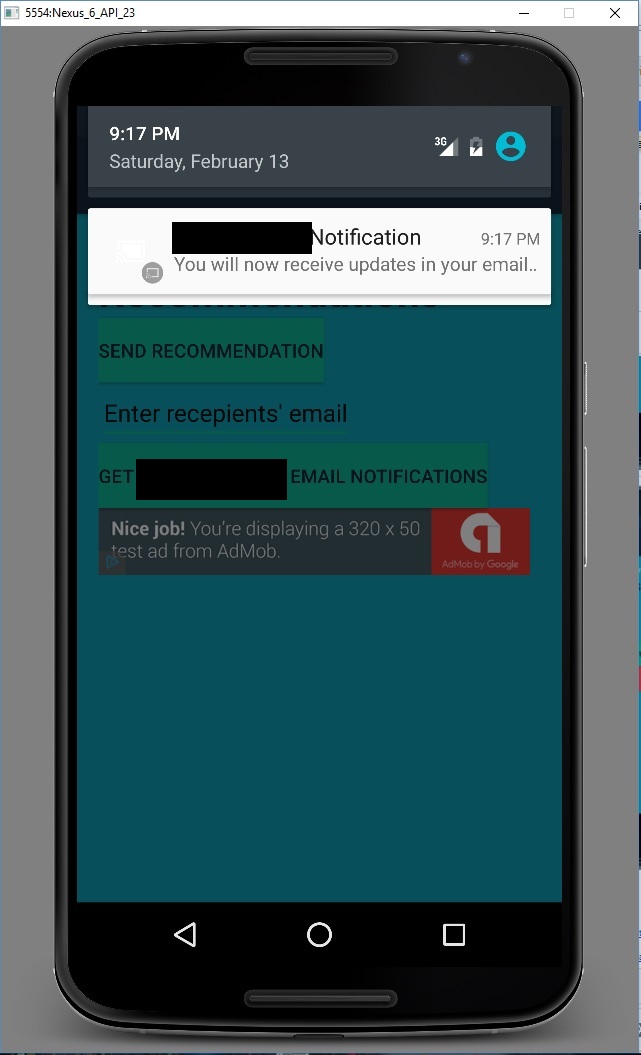 5554:Nexus_6_API_23
9:17 PM
Saturday, February 13
3G
Notification
9:17 PM
You will now receive updates in your email..
SEND RECOMMENDATION
Enter recepients' email
GET EMAIL NOTIFICATIONS
Nice job! You're displaying a 320 x 50
test ad from AdMob.
AdMob by Google